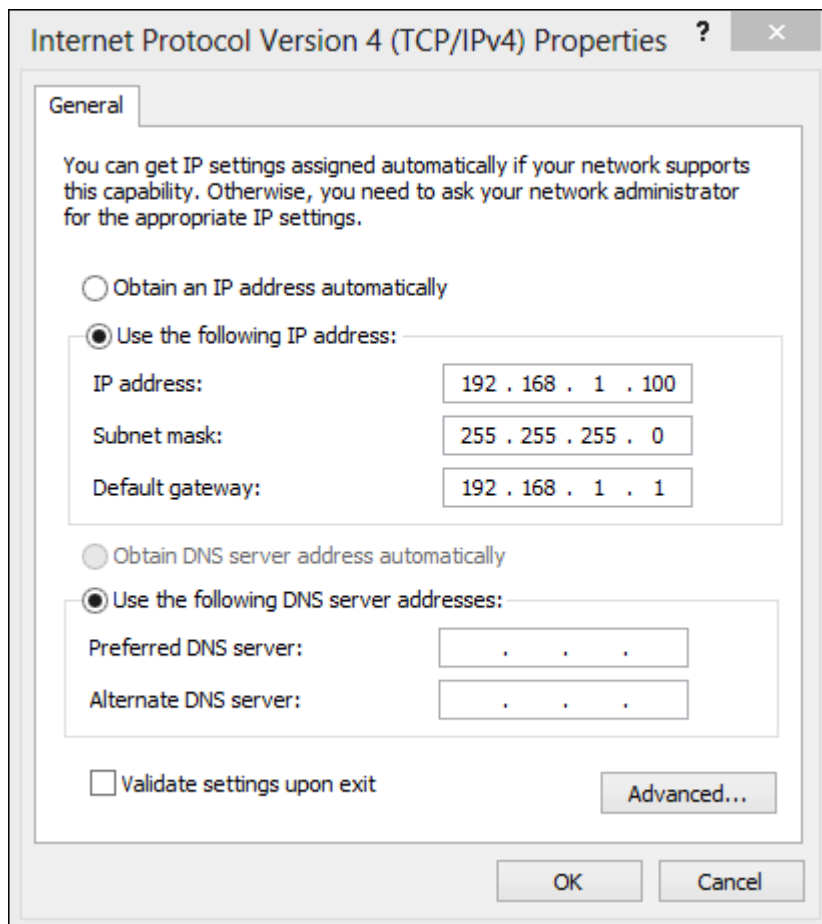 Internet Protocol Version 4 (TCP/IPv4) Properties ? ×
General
You can get IP settings assigned automatically if your network supports
this capability. Otherwise, you need to ask your network administrator
for the appropriate IP settings.
Obtain an IP address automatically
Use the following IP address:
IP address: 192 . 168 . 1 . 100
Subnet mask: 255 . 255 . 255 . 0
Default gateway: 192 . 168 . 1 . 1
Obtain DNS server address automatically
Use the following DNS server addresses:
Preferred DNS server: . . .
Alternate DNS server: . . .
Validate settings upon exit
Advanced...
OK Cancel